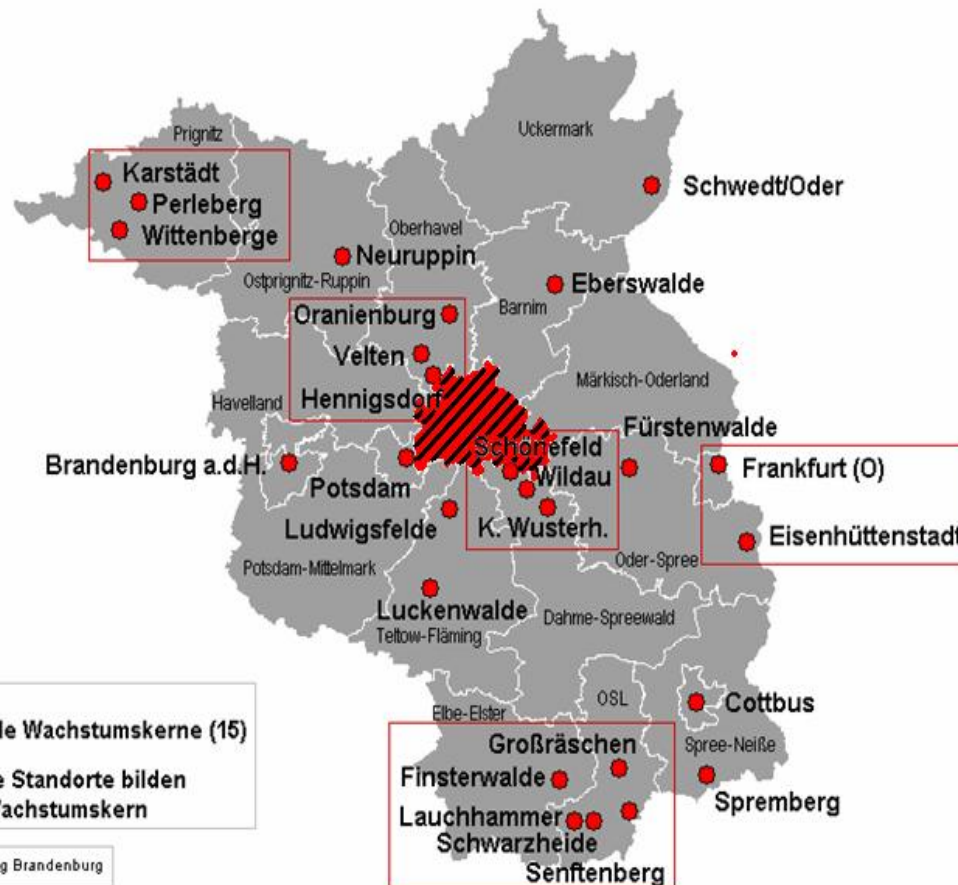 Uckermark
Prignitz
Karstädt
Schwedt/Oder
Perleberg
Oberhavel
Wittenberge
Neuruppin
Ostprignitz-Ruppin
Eberswalde
Barnim
Oranienburg
Velten
Märkisch-Oderland
Hennigsdorf
Havelland
Fürstenwalde
Schönefeld
Brandenburg a.d.H.
Frankfurt (O)
Wildau
Potsdam
Ludwigsfelde
K. Wusterh.
Eisenhüttenstadt
Oder-Spree
Potsdam-Mittelmark
Luckenwalde
Dahme-Spreewald
Teltow-Fläming
OSL
Cottbus
Elbe-Elster
le Wachstumskerne (15)
Großräschen
Spree-Neiße
Finsterwalde
e Standorte bilden
Spremberg
Wachstumskern
Lauchhammer
Schwarzheide
g Brandenburg
Senftenberg